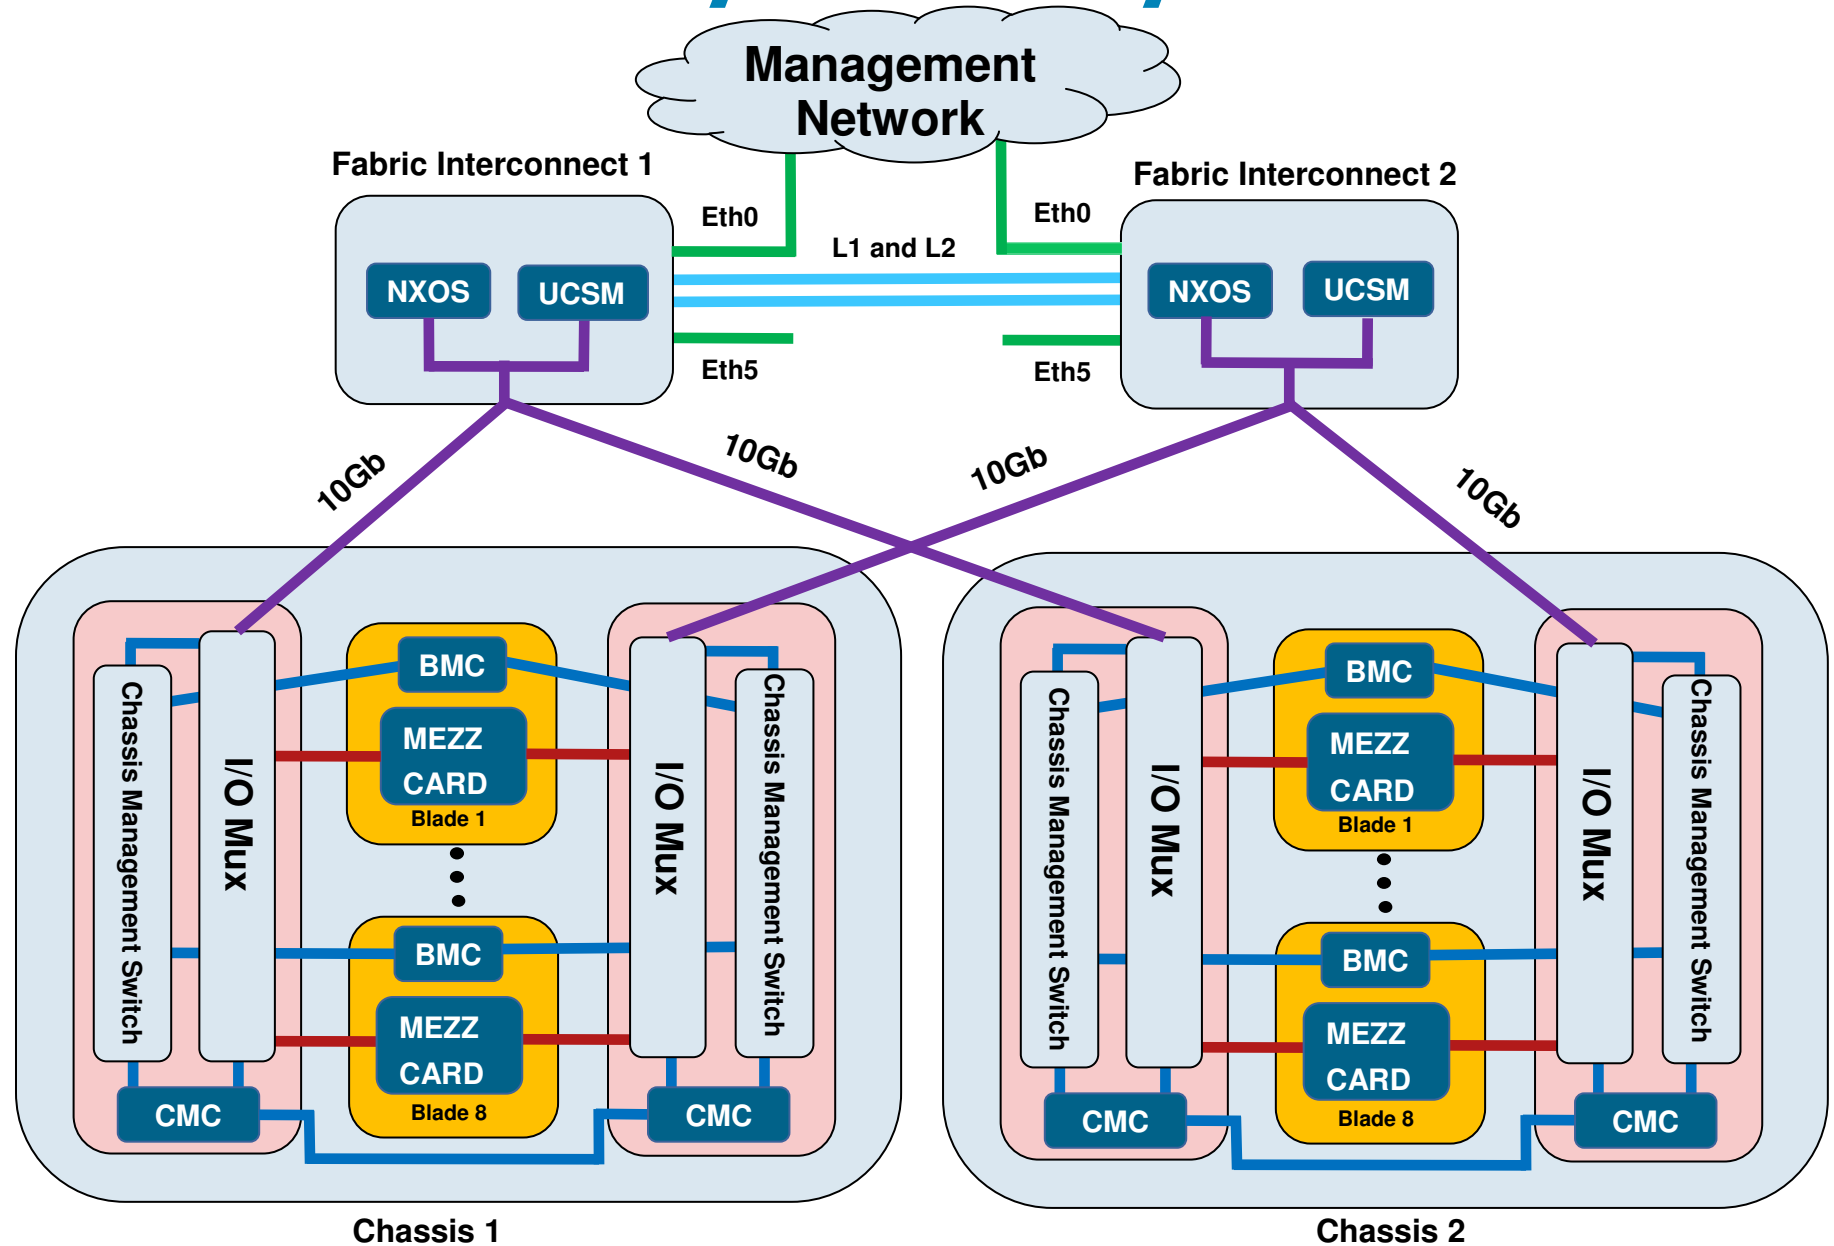 Management
Network
Fabric Interconnect 1
Fabric Interconnect 2
Eth0
Eth0
L1 and L2
NXOS
UCSM
NXOS
UCSM
Eth5
Eth5
10Gb
10Gb
10Gb
10Gb
Chassis Management Switch
I/O Mux
BMC
MEZZ
CARD
Blade 1
BMC
MEZZ
CARD
Blade 8
I/O Mux
Chassis Management Switch
CMC
CMC
Chassis 1
Chassis Management Switch
I/O Mux
BMC
MEZZ
CARD
Blade 1
BMC
MEZZ
CARD
Blade 8
I/O Mux
Chassis Management Switch
CMC
CMC
Chassis 2